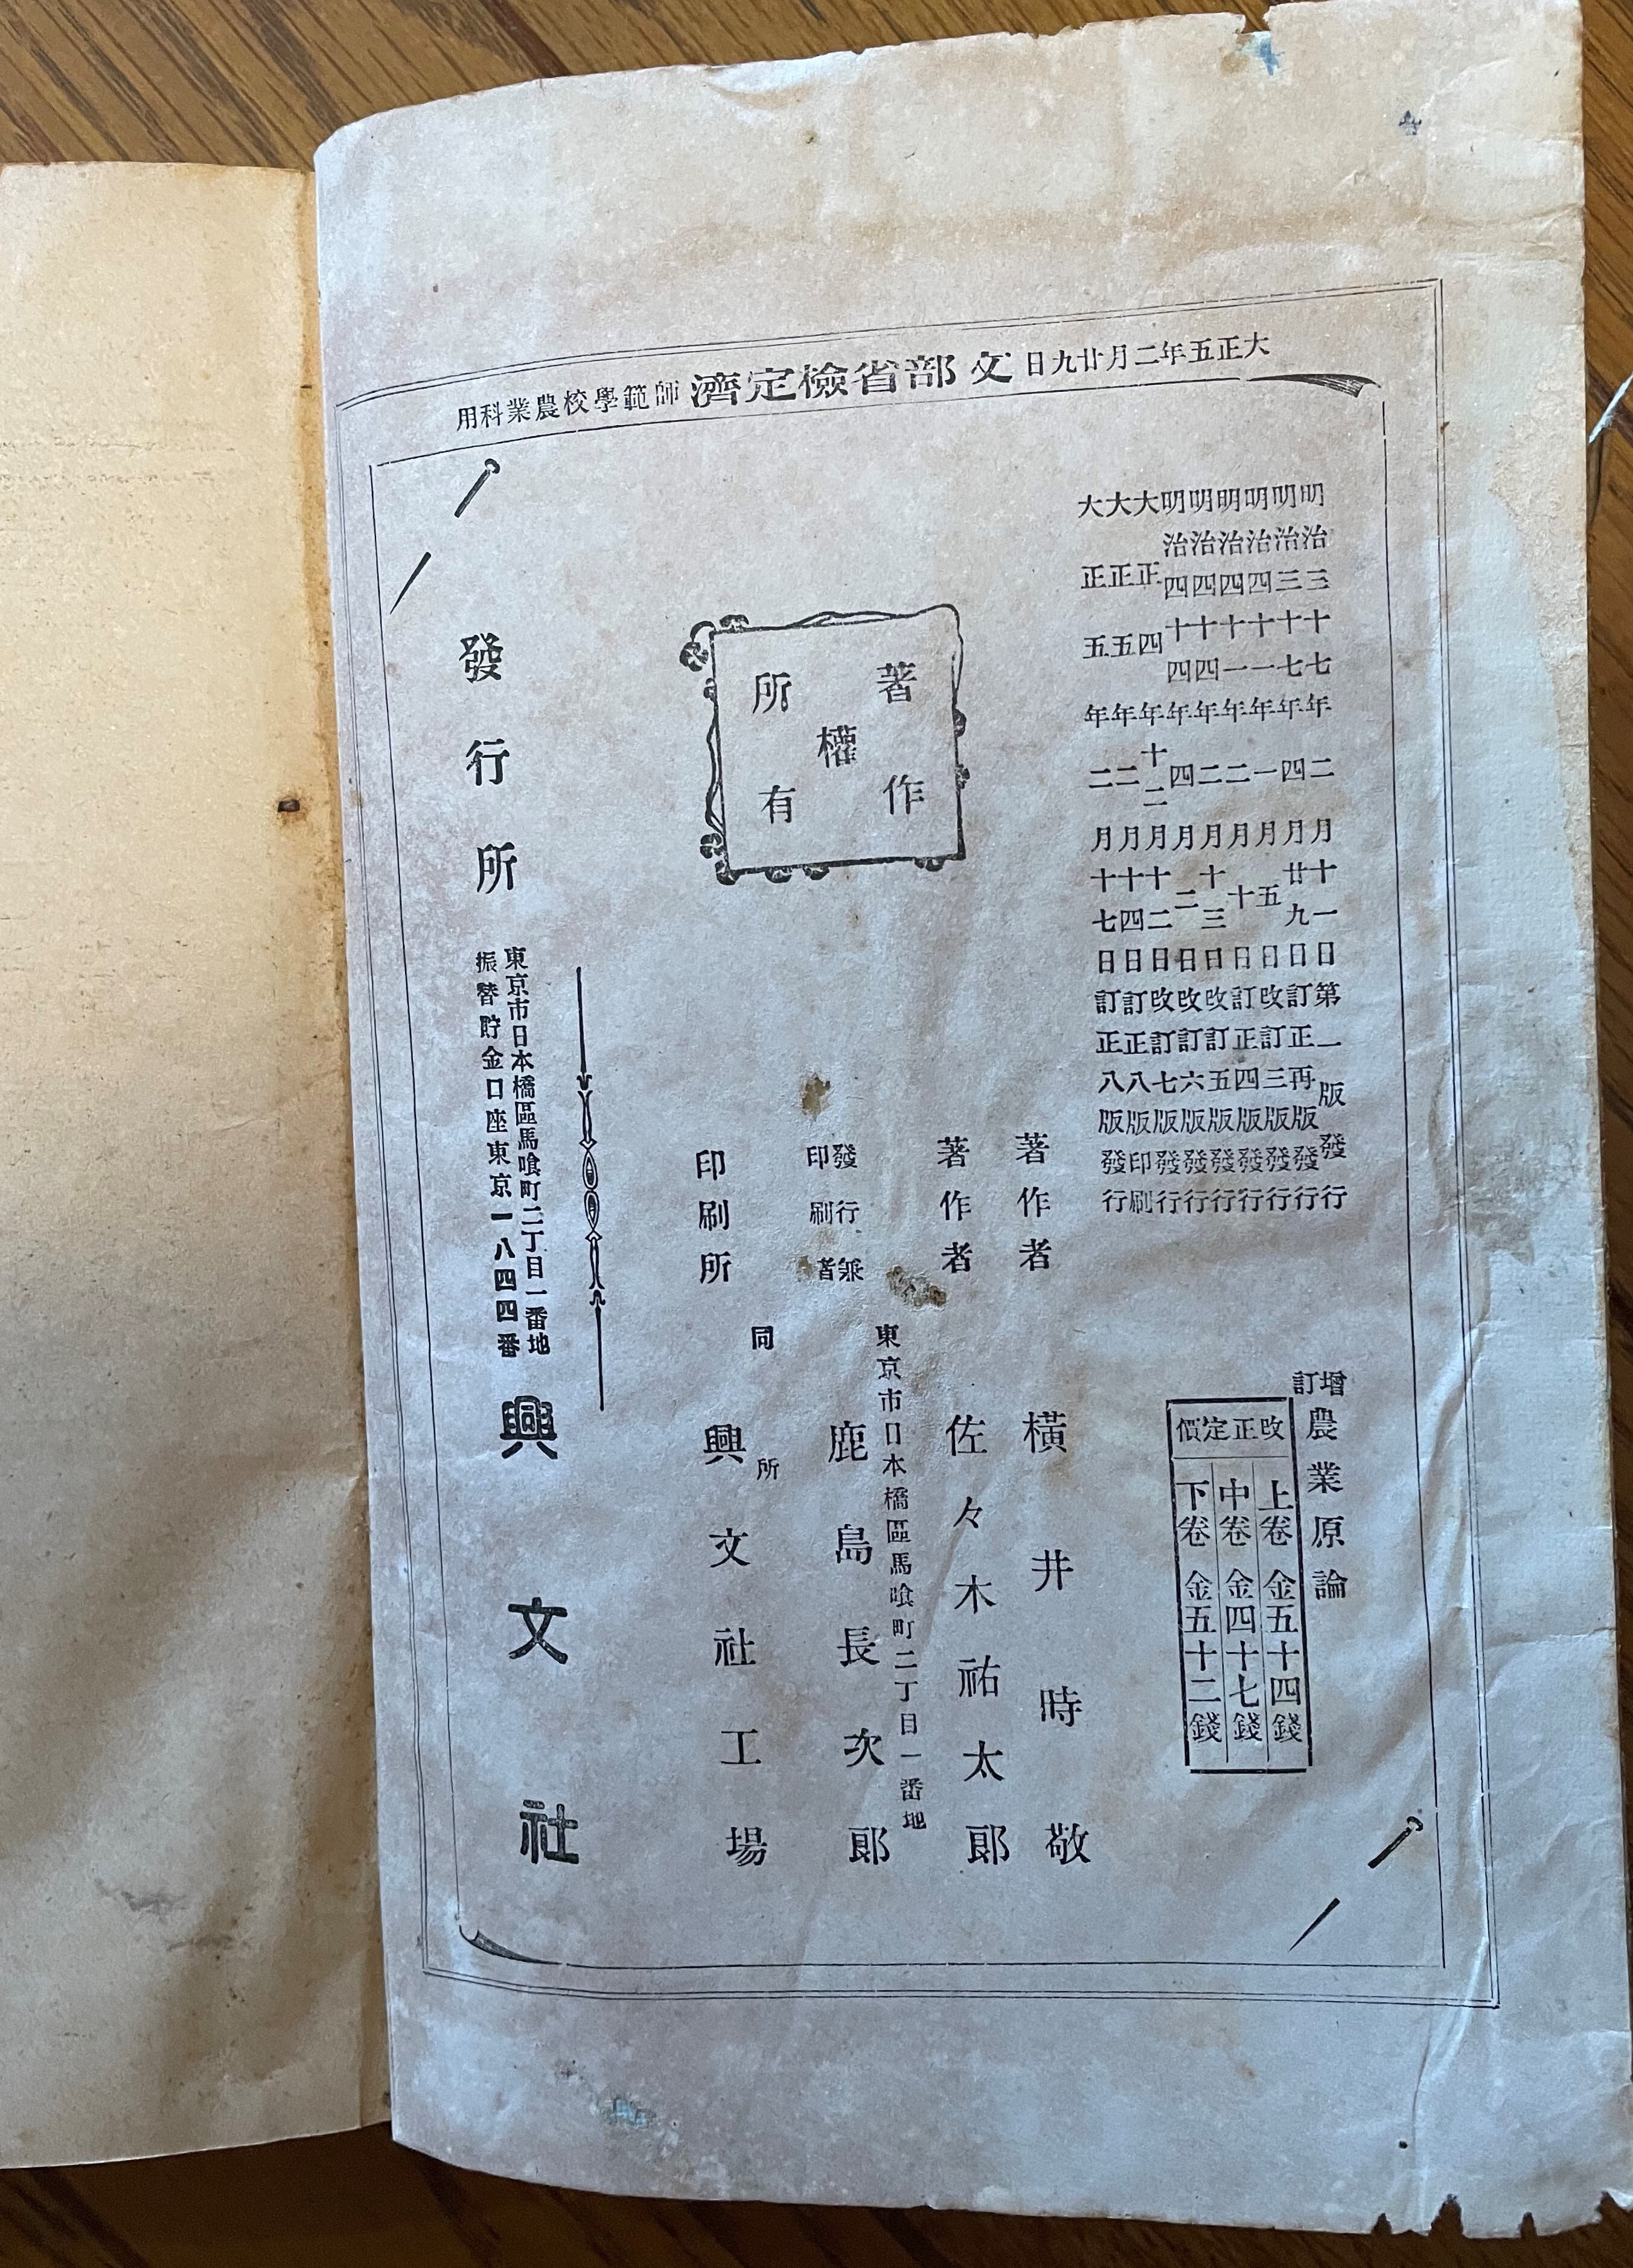 大正五年二月廿九日 文部省檢定濟 師範學校農業科用
明治三十七年二月十一日第一版發行
明治三十七年四月廿九日訂正再版發行
明治四十一年一月五日改訂三版發行
明治四十一年二月十日訂正四版發行
明治四十四年二月十三日改訂五版發行
明治四十四年四月二日改訂六版發行
大正四年十二月十二日改訂七版發行
大正五年二月十四日訂正八版印刷
大正五年二月十七日訂正八版發行
增訂 農業原論
改正定價
上卷 金五十四錢
中卷 金四十七錢
下卷 金五十二錢
著作權所有
著作者 橫井時敬
著作者 佐々木祐太郎
東京市日本橋區馬喰町二丁目一番地
發行兼印刷者 鹿島長次郎
同所
印刷所 興文社工場
發行所
東京市日本橋區馬喰町二丁目一番地
振替貯金口座東京一八四四番
興文社